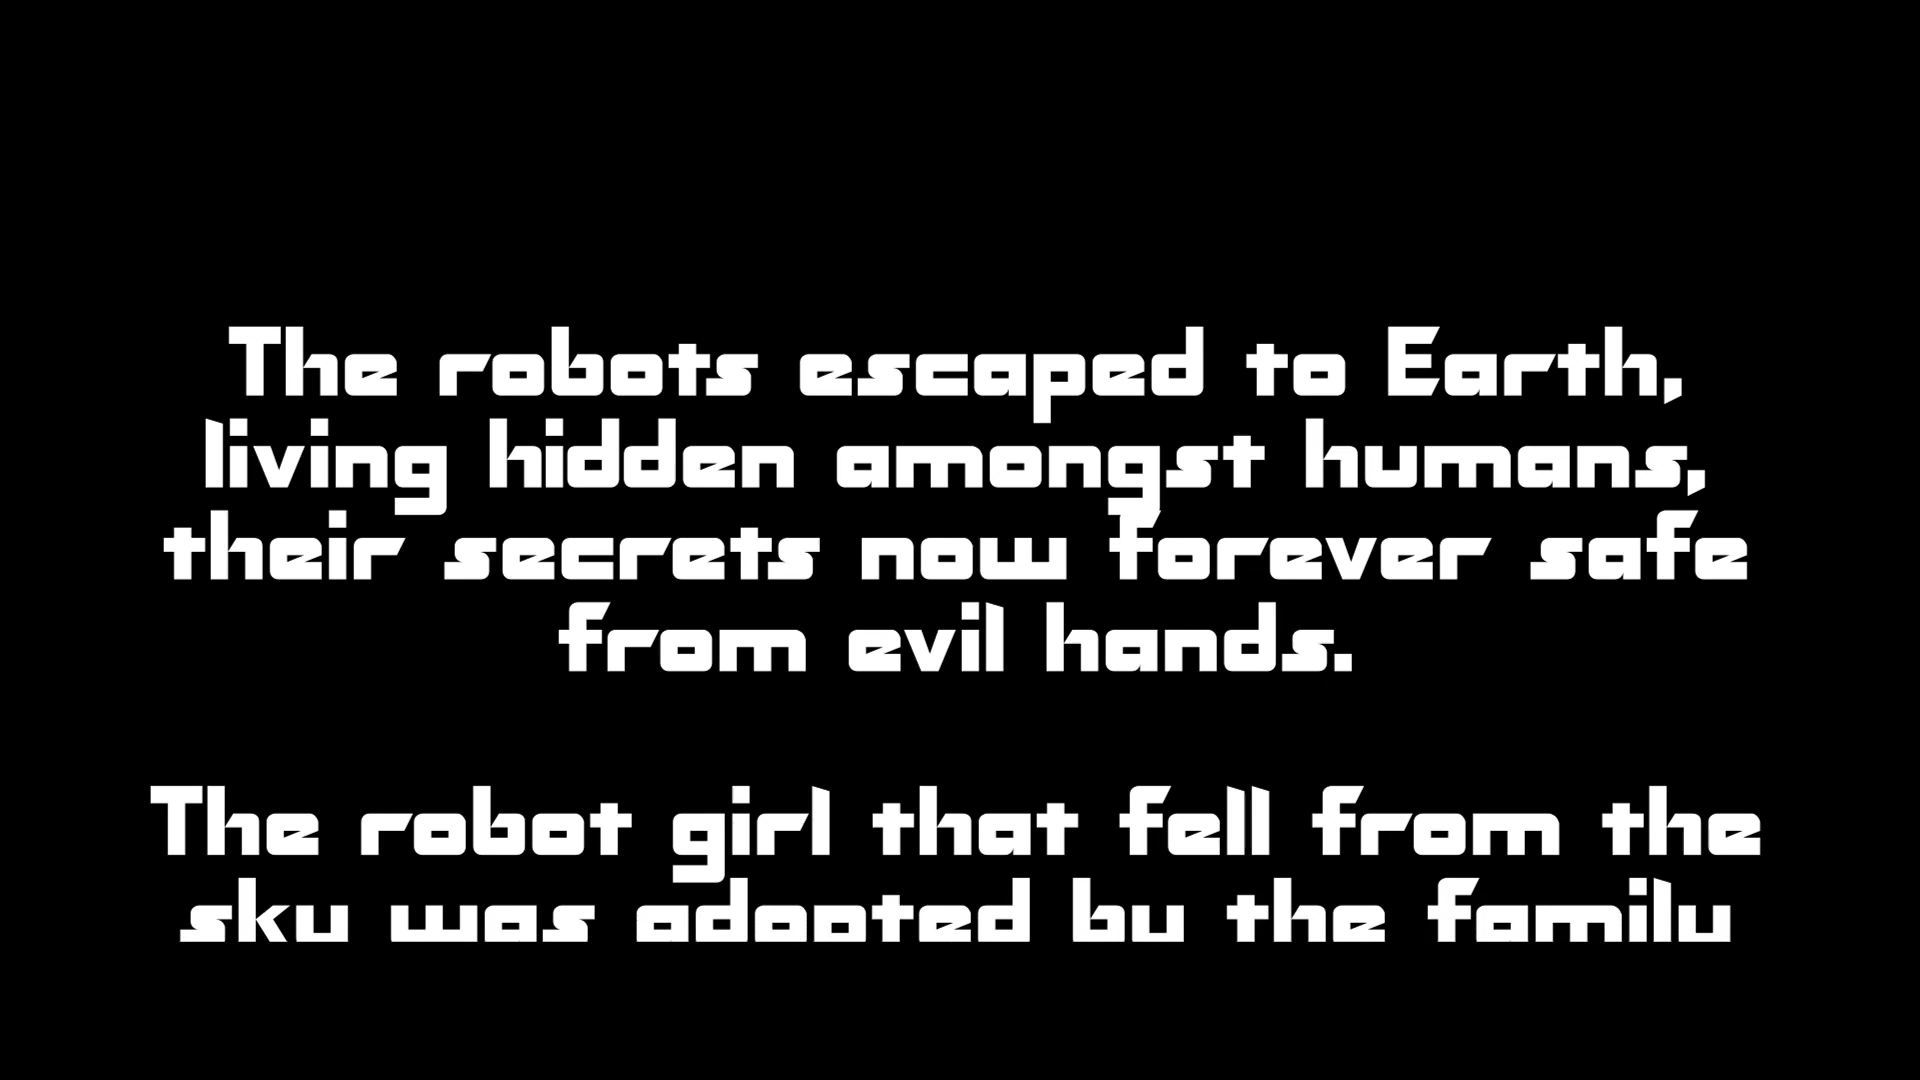 The robots escaped to Earth,
living hidden amongst humans,
their secrets now forever safe
from evil hands.
The robot girl that fell from the
sky was adopted by the family